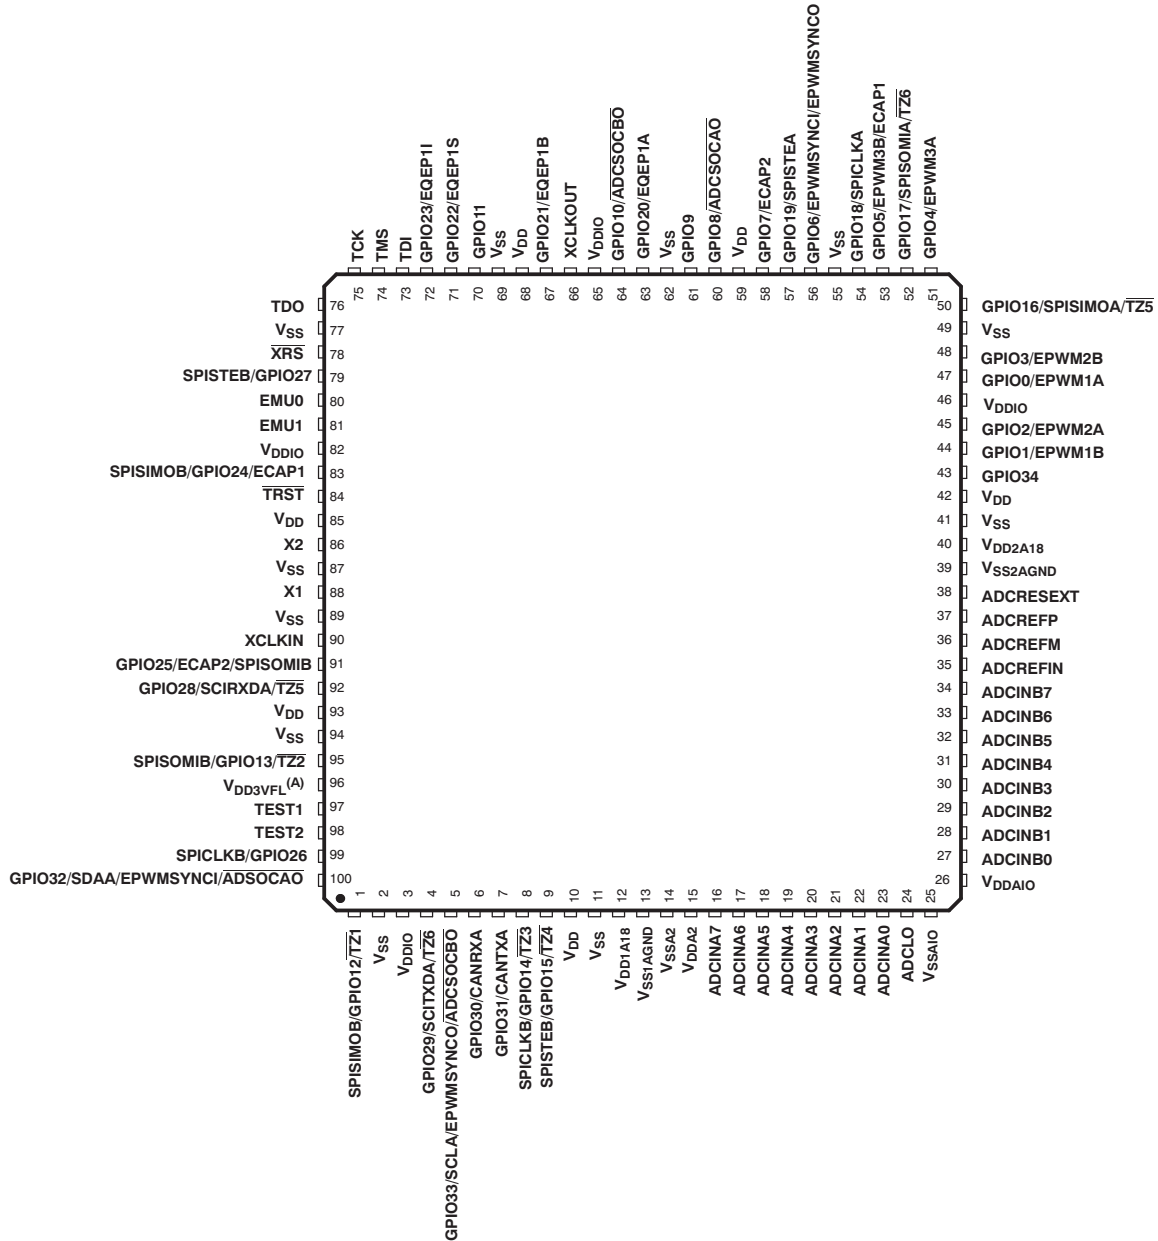 TCK
TMS
TDI
GPIO23/EQEP1I
GPIO22/EQEP1S
GPIO11
VSS
VDD
GPIO21/EQEP1B
XCLKOUT
VDDIO
GPIO10/ADCSOCBO
GPIO20/EQEP1A
VSS
GPIO9
GPIO8/ADCSOCAO
VDD
GPIO7/ECAP2
GPIO19/SPISTEA
GPIO6/EPWMSYNCI/EPWMSYNCO
VSS
GPIO18/SPICLKA
GPIO5/EPWM3B/ECAP1
GPIO17/SPISOMIA/TZ6
GPIO4/EPWM3A
75
74
73
72
71
70
69
68
67
66
65
64
63
62
61
60
59
58
57
56
55
54
53
52
51
TDO 76
VSS 77
XRS 78
SPISTEB/GPIO27 79
EMU0 80
EMU1 81
VDDIO 82
SPISIMOB/GPIO24/ECAP1 83
TRST 84
VDD 85
X2 86
VSS 87
X1 88
VSS 89
XCLKIN 90
GPIO25/ECAP2/SPISOMIB 91
GPIO28/SCIRXDA/TZ5 92
VDD 93
VSS 94
SPISOMIB/GPIO13/TZ2 95
VDD3VFL(A) 96
TEST1 97
TEST2 98
SPICLKB/GPIO26 99
GPIO32/SDAA/EPWMSYNCI/ADSOCAO 100
50 GPIO16/SPISIMOA/TZ5
49 VSS
48 GPIO3/EPWM2B
47 GPIO0/EPWM1A
46 VDDIO
45 GPIO2/EPWM2A
44 GPIO1/EPWM1B
43 GPIO34
42 VDD
41 VSS
40 VDD2A18
39 VSS2AGND
38 ADCRESEXT
37 ADCREFP
36 ADCREFM
35 ADCREFIN
34 ADCINB7
33 ADCINB6
32 ADCINB5
31 ADCINB4
30 ADCINB3
29 ADCINB2
28 ADCINB1
27 ADCINB0
26 VDDAIO
1
2
3
4
5
6
7
8
9
10
11
12
13
14
15
16
17
18
19
20
21
22
23
24
25
SPISIMOB/GPIO12/TZ1
VSS
VDDIO
GPIO29/SCITXDA/TZ6
GPIO33/SCLA/EPWMSYNCO/ADCSOCBO
GPIO30/CANRXA
GPIO31/CANTXA
SPICLKB/GPIO14/TZ3
SPISTEB/GPIO15/TZ4
VDD
VSS
VDD1A18
VSS1AGND
VSSA2
VDDA2
ADCINA7
ADCINA6
ADCINA5
ADCINA4
ADCINA3
ADCINA2
ADCINA1
ADCINA0
ADCLO
VSSAIO